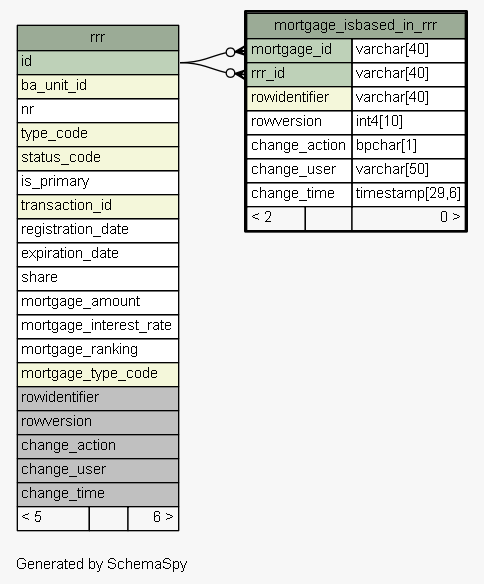 rrr
id
ba_unit_id
nr
type_code
status_code
is_primary
transaction_id
registration_date
expiration_date
share
mortgage_amount
mortgage_interest_rate
mortgage_ranking
mortgage_type_code
rowidentifier
rowversion
change_action
change_user
change_time
< 5 6 >
mortgage_isbased_in_rrr
mortgage_id varchar[40]
rrr_id varchar[40]
rowidentifier varchar[40]
rowversion int4[10]
change_action bpchar[1]
change_user varchar[50]
change_time timestamp[29,6]
< 2 0 >
Generated by SchemaSpy